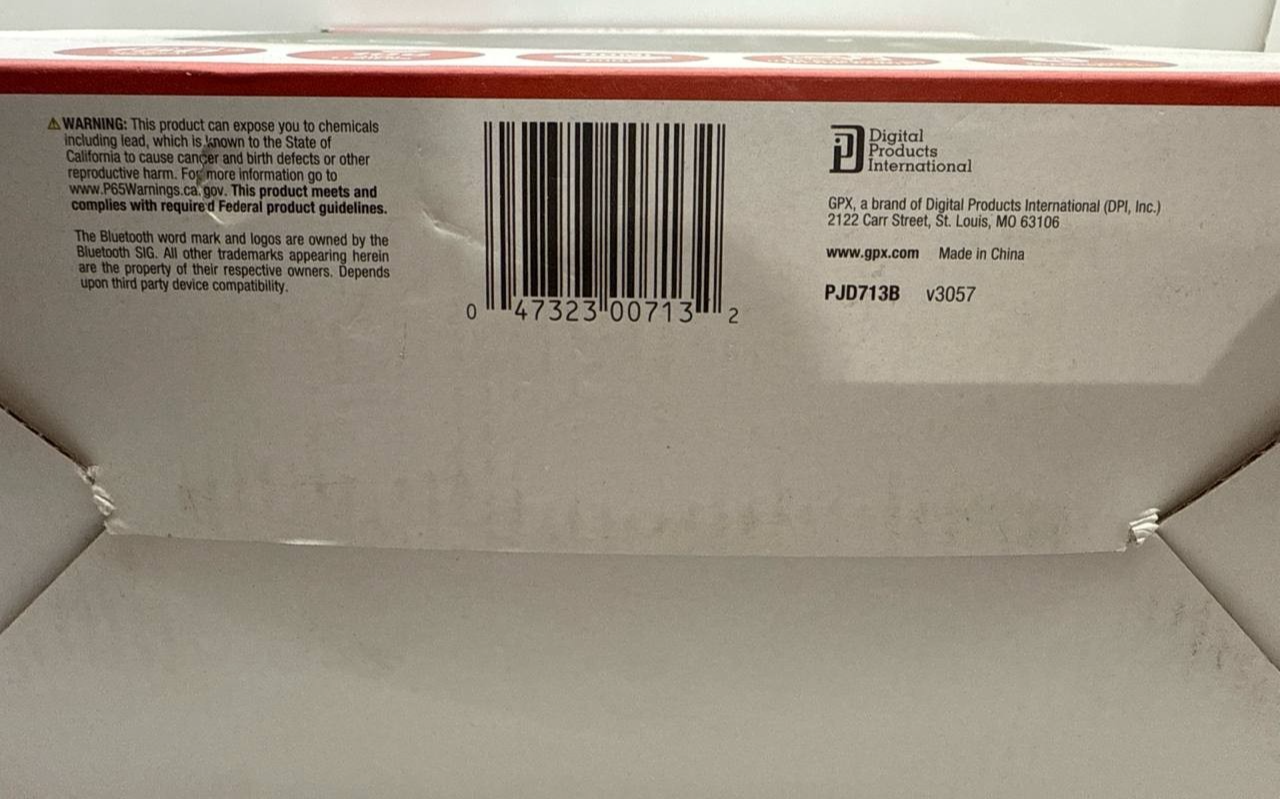 ⚠WARNING: This product can expose you to chemicals
including lead, which is known to the State of
California to cause cancer and birth defects or other
reproductive harm. For more information go to
www.P65Warnings.ca.gov. This product meets and
complies with required Federal product guidelines.
The Bluetooth word mark and logos are owned by the
Bluetooth SIG. All other trademarks appearing herein
are the property of their respective owners. Depends
upon third party device compatibility.
0 47323 00713 2
Digital
Products
International
GPX, a brand of Digital Products International (DPI, Inc.)
2122 Carr Street, St. Louis, MO 63106
www.gpx.com Made in China
PJD713B v3057